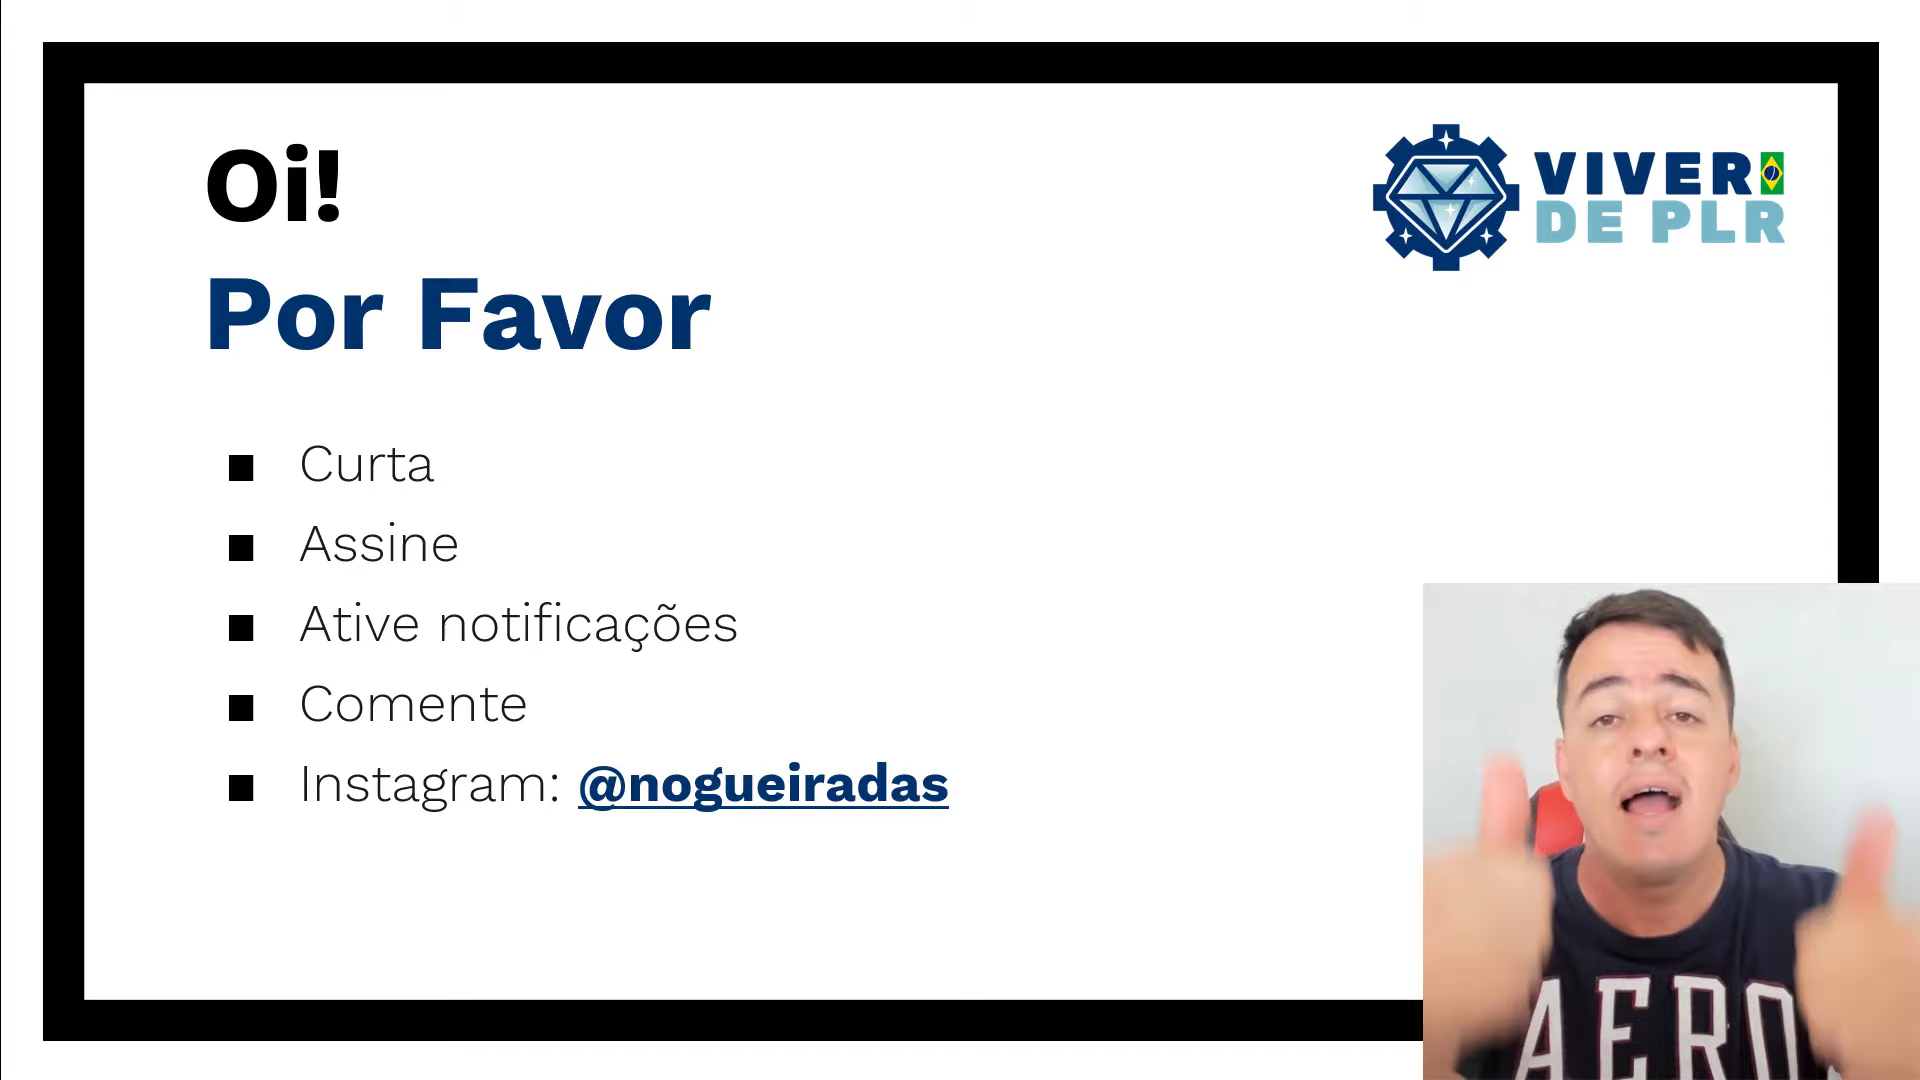 Oi!
Por Favor
VIVER
DE PLR
▪ Curta
▪ Assine
▪ Ative notificações
▪ Comente
▪ Instagram: @nogueiradas
AERO